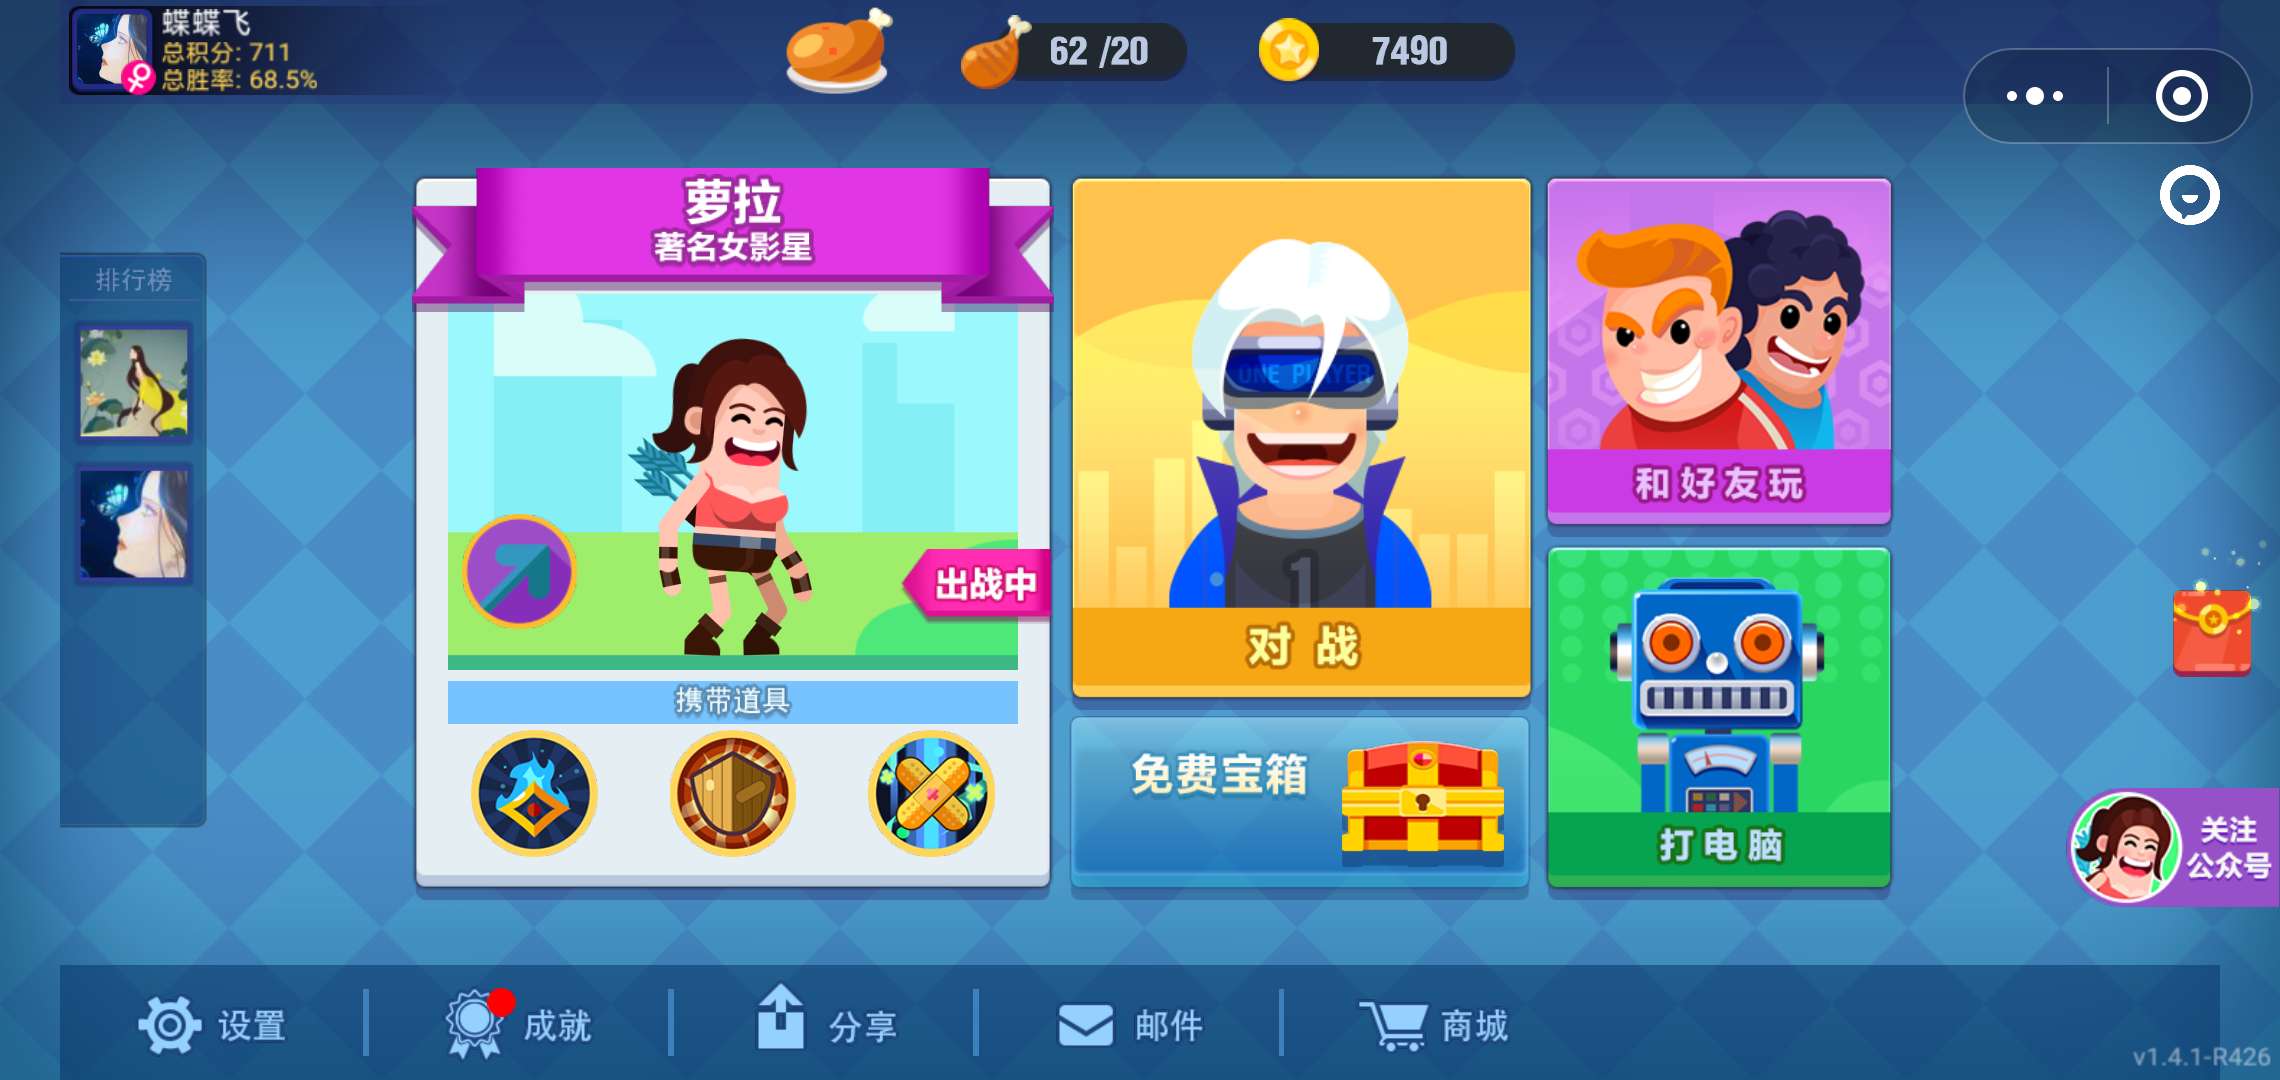 蝶蝶飞
总积分: 711
总胜率: 68.5%
62 /20
7490
排行榜
萝拉
著名女影星
出战中
携带道具
ONE PLAYER
1
对 战
免费宝箱
和好友玩
打电脑
关注
公众号
设置
成就
分享
邮件
商城
v1.4.1-R426